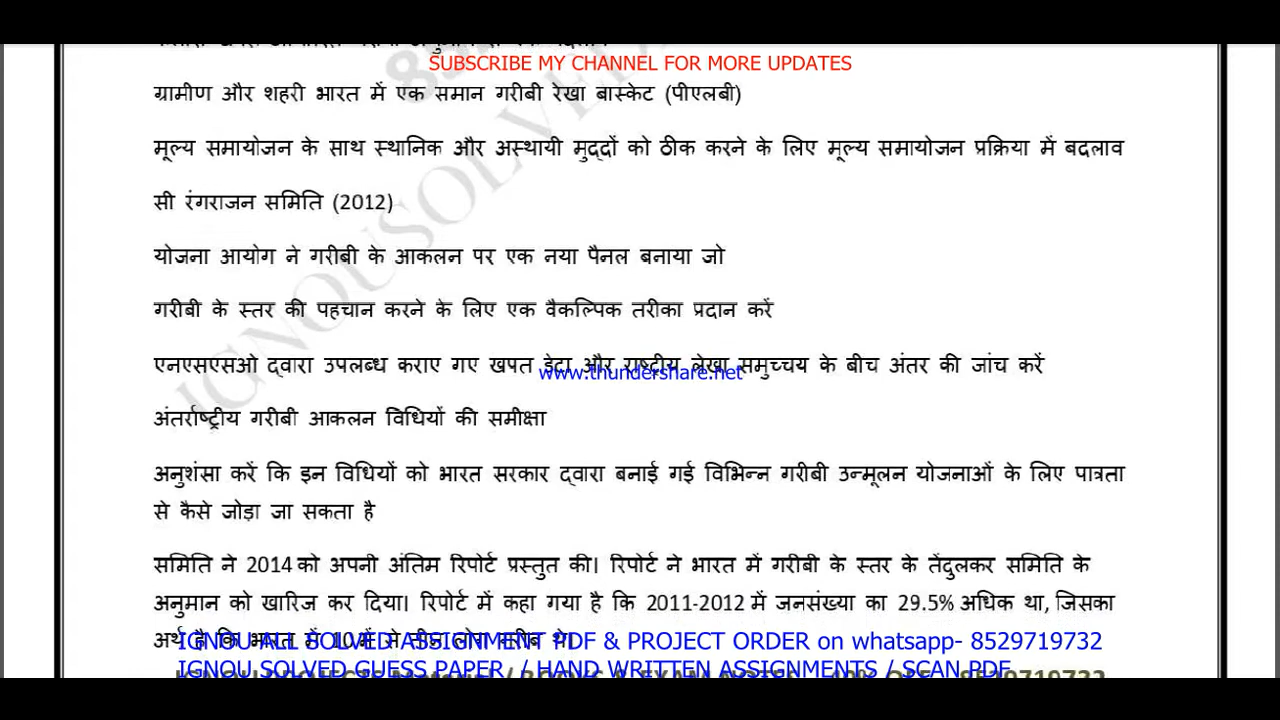 SUBSCRIBE MY CHANNEL FOR MORE UPDATES
ग्रामीण और शहरी भारत में एक समान गरीबी रेखा बास्केट (पीएलबी)
मूल्य समायोजन के साथ स्थानिक और अस्थायी मुद्दों को ठीक करने के लिए मूल्य समायोजन प्रक्रिया में बदलाव
सी रंगराजन समिति (2012)
योजना आयोग ने गरीबी के आकलन पर एक नया पैनल बनाया जो
गरीबी के स्तर की पहचान करने के लिए एक वैकल्पिक तरीका प्रदान करें
एनएसएसओ द्वारा उपलब्ध कराए गए खपत डेटा और राष्ट्रीय लेखा समुच्चय के बीच अंतर की जांच करें
www.thundershare.net
अंतर्राष्ट्रीय गरीबी आकलन विधियों की समीक्षा
अनुशंसा करें कि इन विधियों को भारत सरकार द्वारा बनाई गई विभिन्न गरीबी उन्मूलन योजनाओं के लिए पात्रता
से कैसे जोड़ा जा सकता है
समिति ने 2014 को अपनी अंतिम रिपोर्ट प्रस्तुत की। रिपोर्ट ने भारत में गरीबी के स्तर के तेंदुलकर समिति के
अनुमान को खारिज कर दिया। रिपोर्ट में कहा गया है कि 2011-2012 में जनसंख्या का 29.5% अधिक था, जिसका
अर्थ है कि भारत में 10 में से तीन लोग गरीब थे।
IGNOU ALL SOLVED ASSIGNMENT PDF & PROJECT ORDER on whatsapp- 8529719732
IGNOU SOLVED GUESS PAPER / HAND WRITTEN ASSIGNMENTS / SCAN PDF